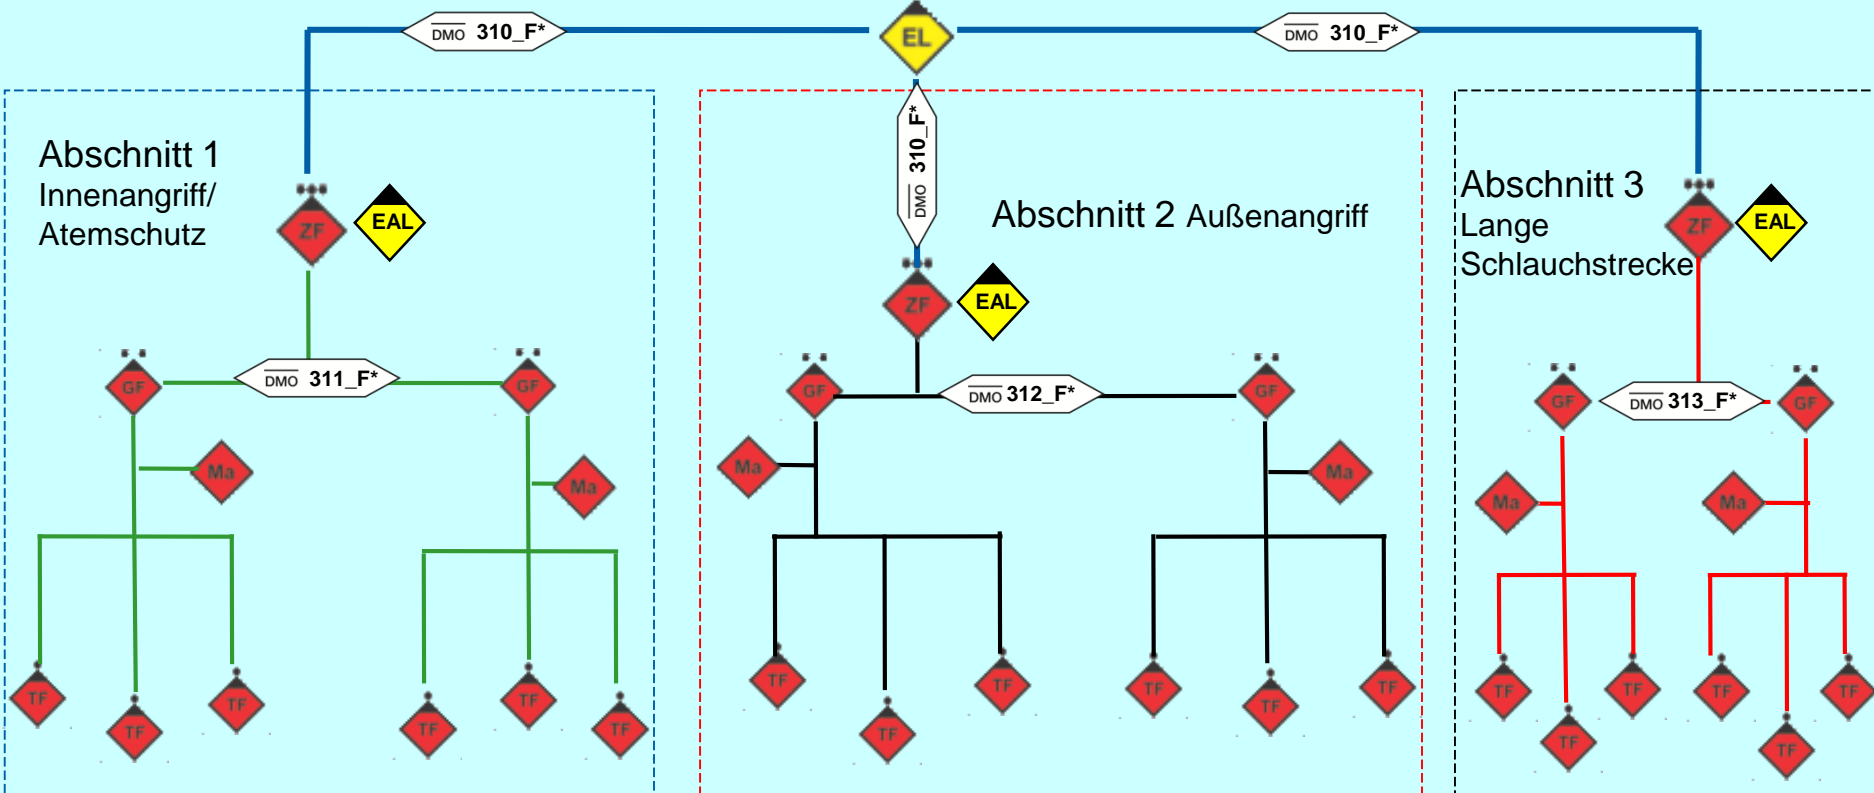 DMO 310_F*
EL
DMO 310_F*
DMO 310_F*
Abschnitt 1
Innenangriff/
Atemschutz
ZF
EAL
GF
DMO 311_F*
GF
Ma
Ma
TF
TF
TF
TF
TF
TF
Abschnitt 2 Außenangriff
ZF
EAL
GF
DMO 312_F*
GF
Ma
Ma
TF
TF
TF
TF
TF
TF
Abschnitt 3
Lange
Schlauchstrecke
ZF
EAL
GF
DMO 313_F*
GF
Ma
Ma
TF
TF
TF
TF
TF
TF